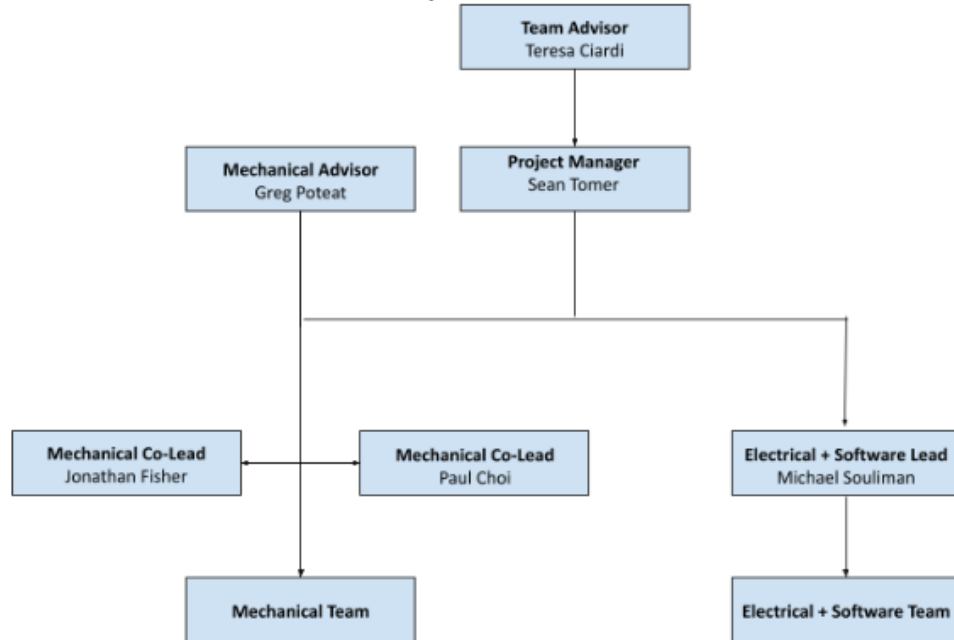 Team Advisor
Teresa Ciardi
Mechanical Advisor
Greg Poteat
Project Manager
Sean Tomer
Mechanical Co-Lead
Jonathan Fisher
Mechanical Co-Lead
Paul Choi
Electrical + Software Lead
Michael Souliman
Mechanical Team
Electrical + Software Team